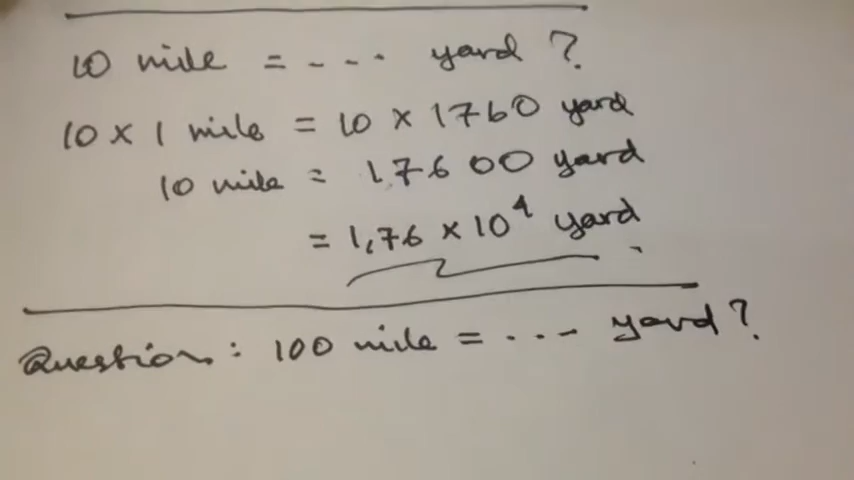 10 mile = ---- yard ?
10 x 1 mile = 10 x 1760 yard
10 mile = 17600 yard
= 1,76 x 10⁴ yard
Question : 100 mile = .... yard ?